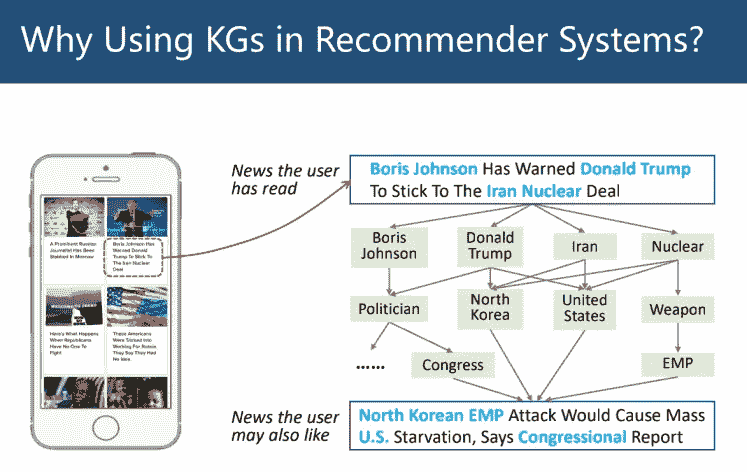 Why Using KGs in Recommender Systems?
News the user
has read
Boris Johnson Has Warned Donald Trump
To Stick To The Iran Nuclear Deal
A Prominent Russian
Journalist Has Been
Stabbed In Moscow
Boris Johnson Has
Warned Donald
Trump To Stick To
The Iran Nuclear
Deal
Here's What Happens
When Republicans
Have No One To
Fight
These Americans
Were Tricked Into
Working For Russia.
They Say They Had
No Idea
Boris
Johnson
Donald
Trump
Iran
Nuclear
Politician
North
Korea
United
States
Weapon
......
Congress
EMP
News the user
may also like
North Korean EMP Attack Would Cause Mass
U.S. Starvation, Says Congressional Report